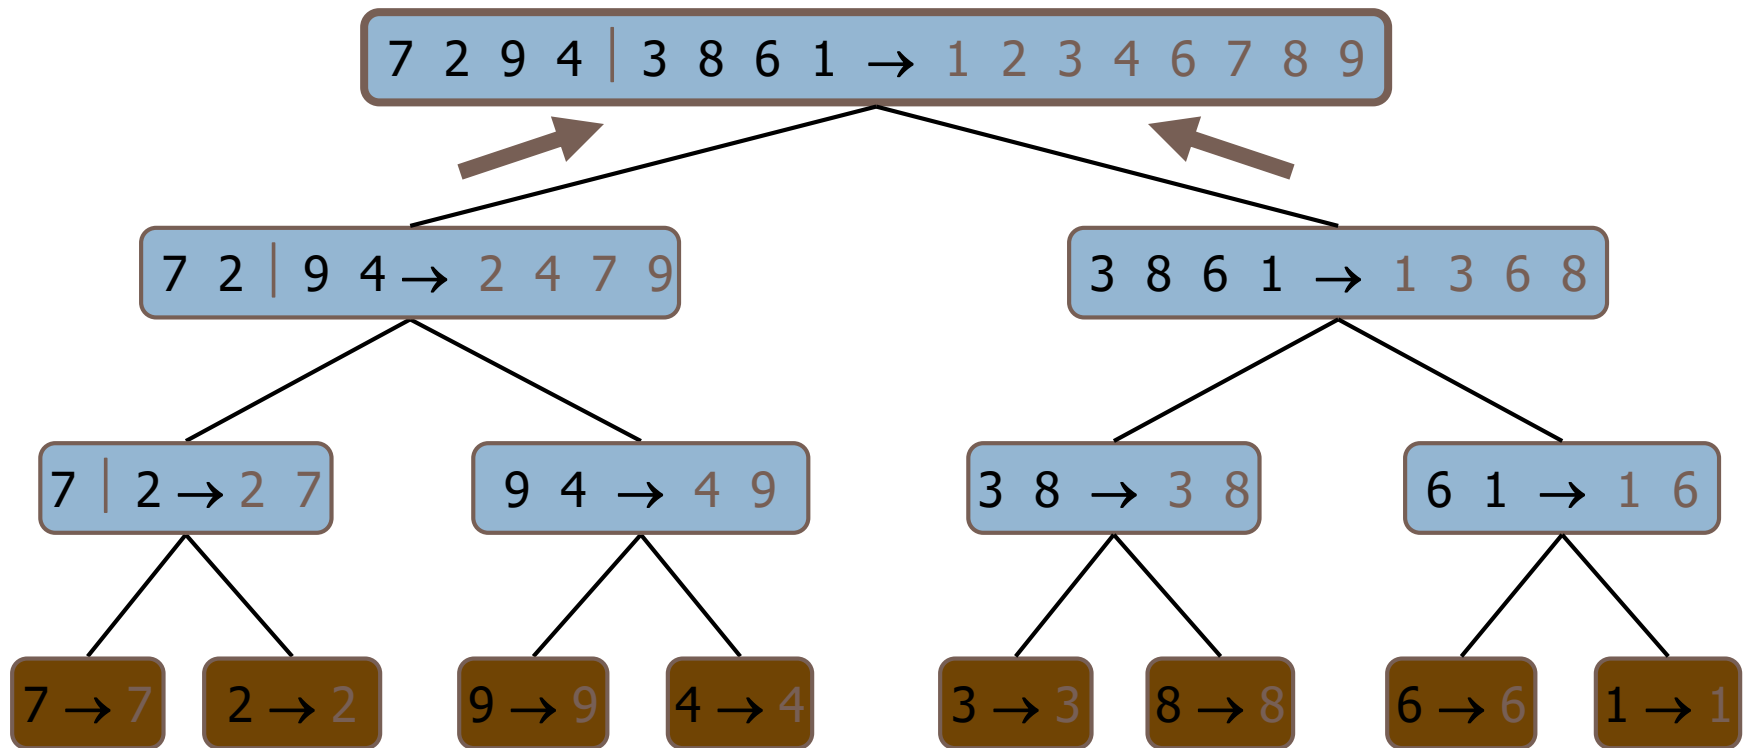 7 2 9 4 | 3 8 6 1 → 1 2 3 4 6 7 8 9
7 2 | 9 4 → 2 4 7 9
3 8 6 1 → 1 3 6 8
7 | 2 → 2 7
9 4 → 4 9
3 8 → 3 8
6 1 → 1 6
7 → 7
2 → 2
9 → 9
4 → 4
3 → 3
8 → 8
6 → 6
1 → 1